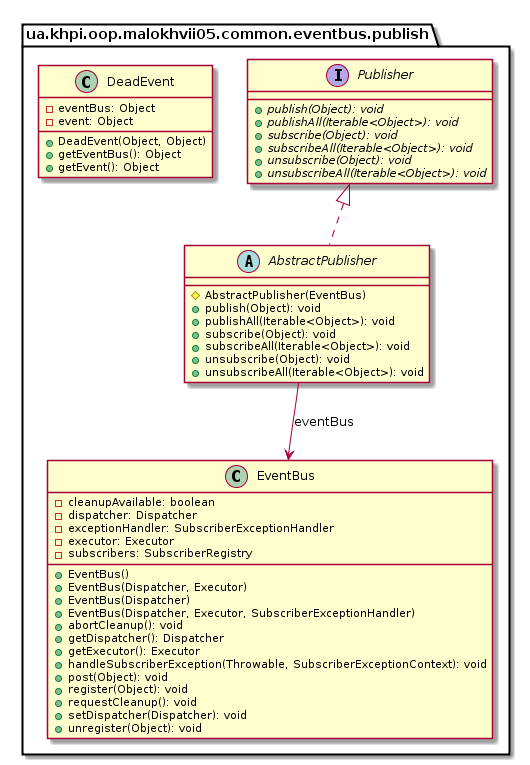 ua.khpi.oop.malokhvii05.common.eventbus.publish
C DeadEvent
eventBus: Object
event: Object
DeadEvent(Object, Object)
getEventBus(): Object
getEvent(): Object
I Publisher
publish(Object): void
publishAll(Iterable<Object>): void
subscribe(Object): void
subscribeAll(Iterable<Object>): void
unsubscribe(Object): void
unsubscribeAll(Iterable<Object>): void
A AbstractPublisher
AbstractPublisher(EventBus)
publish(Object): void
publishAll(Iterable<Object>): void
subscribe(Object): void
subscribeAll(Iterable<Object>): void
unsubscribe(Object): void
unsubscribeAll(Iterable<Object>): void
eventBus
C EventBus
cleanupAvailable: boolean
dispatcher: Dispatcher
exceptionHandler: SubscriberExceptionHandler
executor: Executor
subscribers: SubscriberRegistry
EventBus()
EventBus(Dispatcher, Executor)
EventBus(Dispatcher)
EventBus(Dispatcher, Executor, SubscriberExceptionHandler)
abortCleanup(): void
getDispatcher(): Dispatcher
getExecutor(): Executor
handleSubscriberException(Throwable, SubscriberExceptionContext): void
post(Object): void
register(Object): void
requestCleanup(): void
setDispatcher(Dispatcher): void
unregister(Object): void